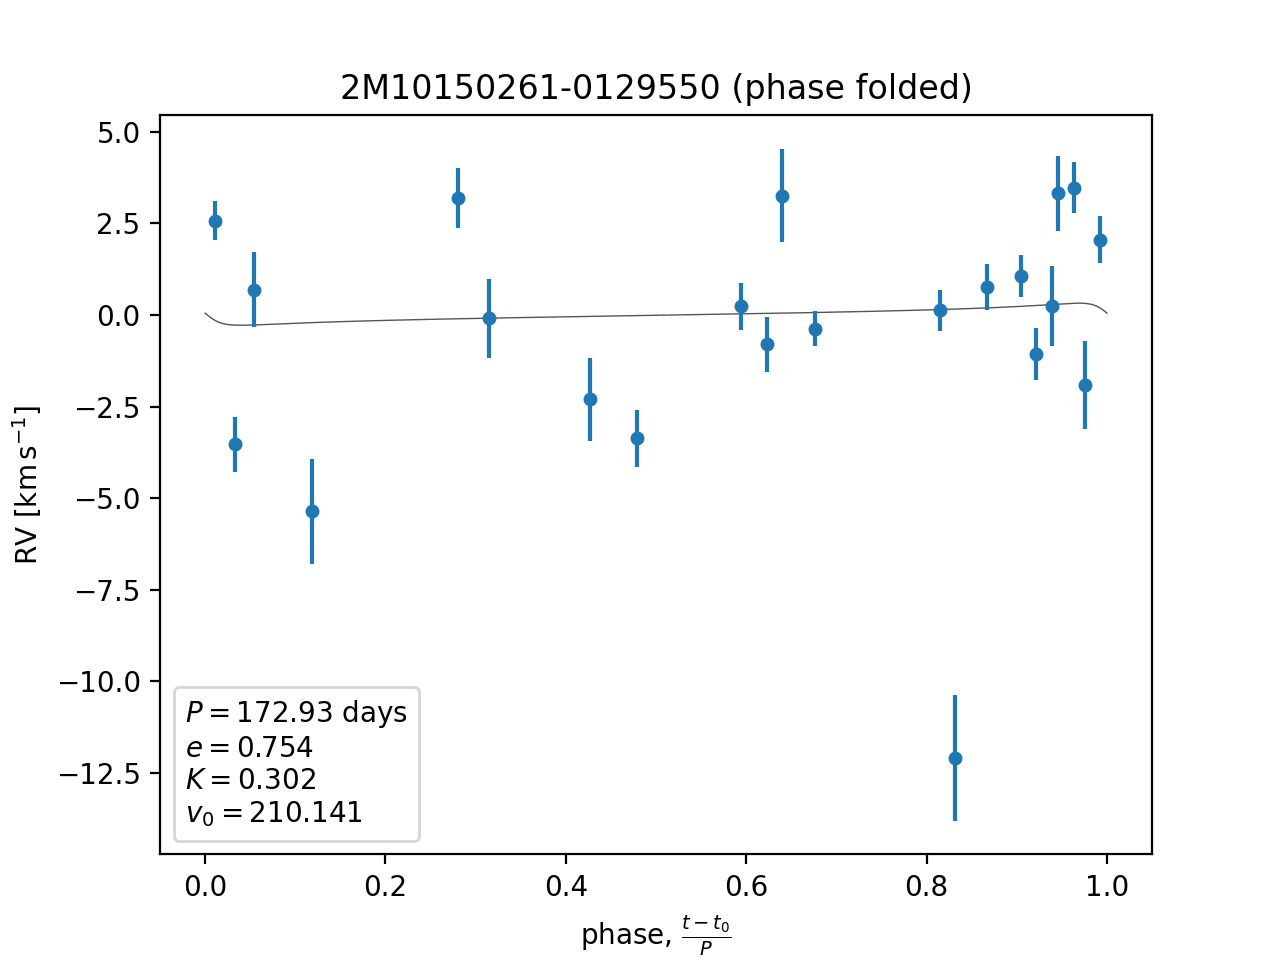 2M10150261-0129550 (phase folded)
5.0
2.5
0.0
−2.5
−5.0
−7.5
−10.0
−12.5
RV [km s⁻¹]
P = 172.93 days
e = 0.754
K = 0.302
v₀ = 210.141
0.0 0.2 0.4 0.6 0.8 1.0
phase, (t − t₀)/P